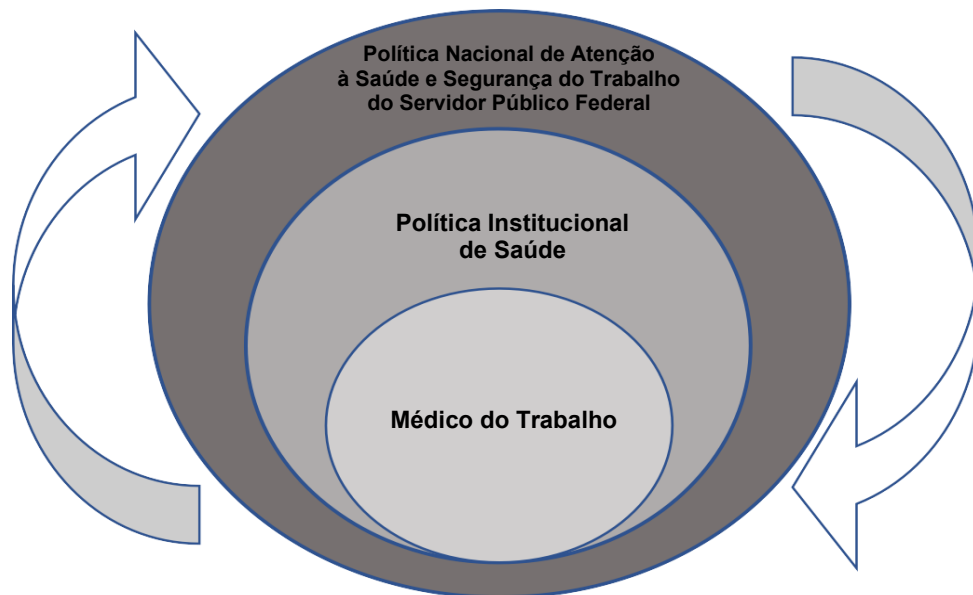 Política Nacional de Atenção
à Saúde e Segurança do Trabalho
do Servidor Público Federal
Política Institucional
de Saúde
Médico do Trabalho